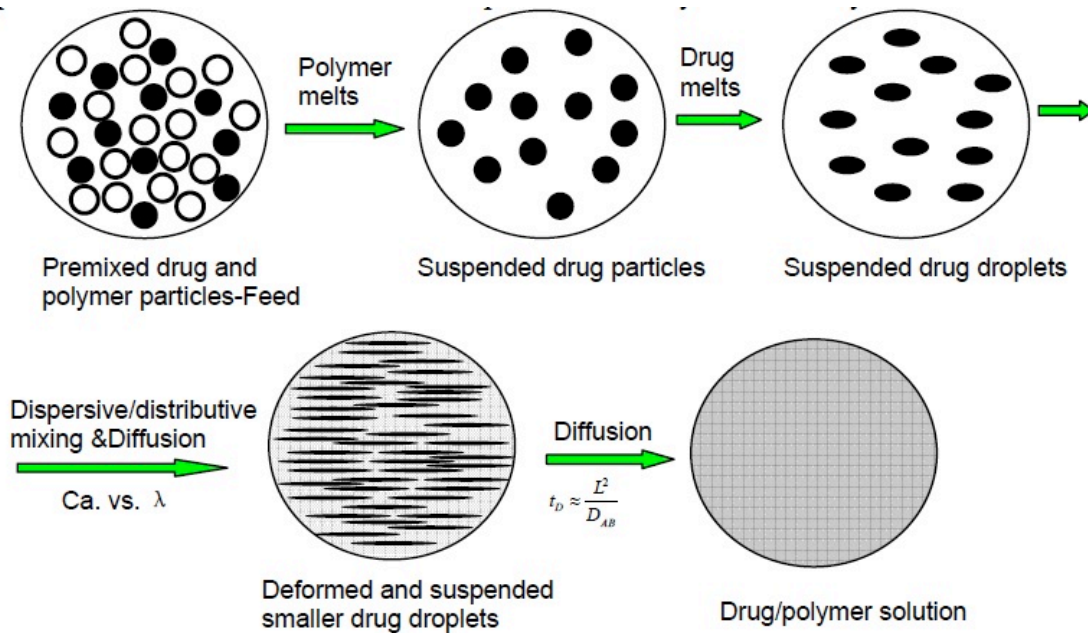 Polymer
melts
Drug
melts
Premixed drug and
polymer particles-Feed
Suspended drug particles
Suspended drug droplets
Dispersive/distributive
mixing &Diffusion
Ca. vs. λ
Diffusion
t_D ≈ L² / D_AB
Deformed and suspended
smaller drug droplets
Drug/polymer solution